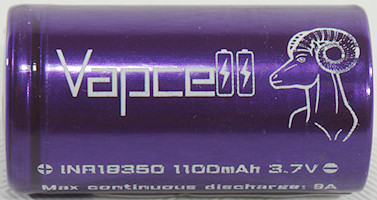 Vapcell
⊕ INR18350 1100mAh 3.7V ⊖
Max continuous discharge: 9A